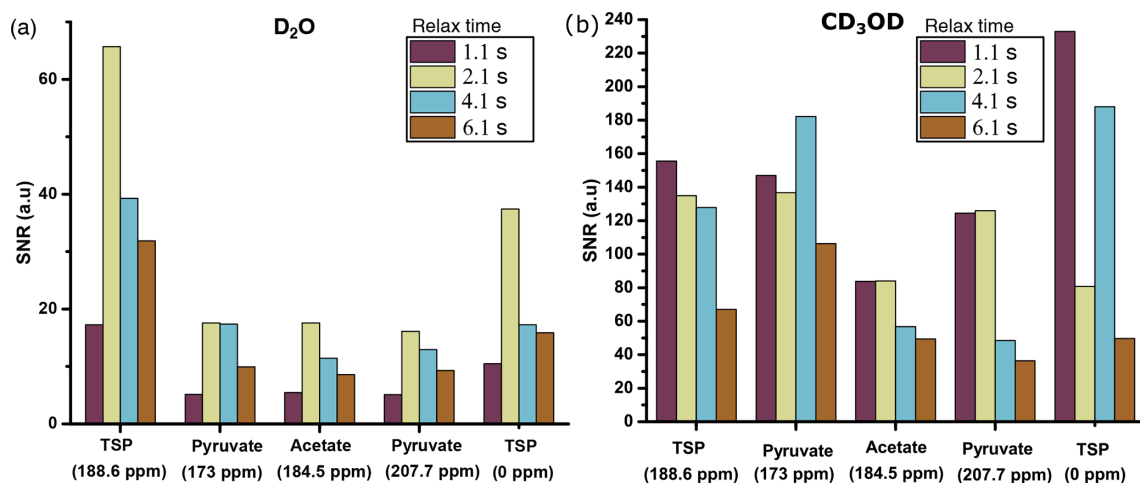 (a)
D₂O
Relax time
1.1 s
2.1 s
4.1 s
6.1 s
SNR (a.u)
60
40
20
0
TSP
(188.6 ppm)
Pyruvate
(173 ppm)
Acetate
(184.5 ppm)
Pyruvate
(207.7 ppm)
TSP
(0 ppm)
(b)
CD₃OD
Relax time
1.1 s
2.1 s
4.1 s
6.1 s
SNR (a.u)
240
220
200
180
160
140
120
100
80
60
40
20
0
TSP
(188.6 ppm)
Pyruvate
(173 ppm)
Acetate
(184.5 ppm)
Pyruvate
(207.7 ppm)
TSP
(0 ppm)